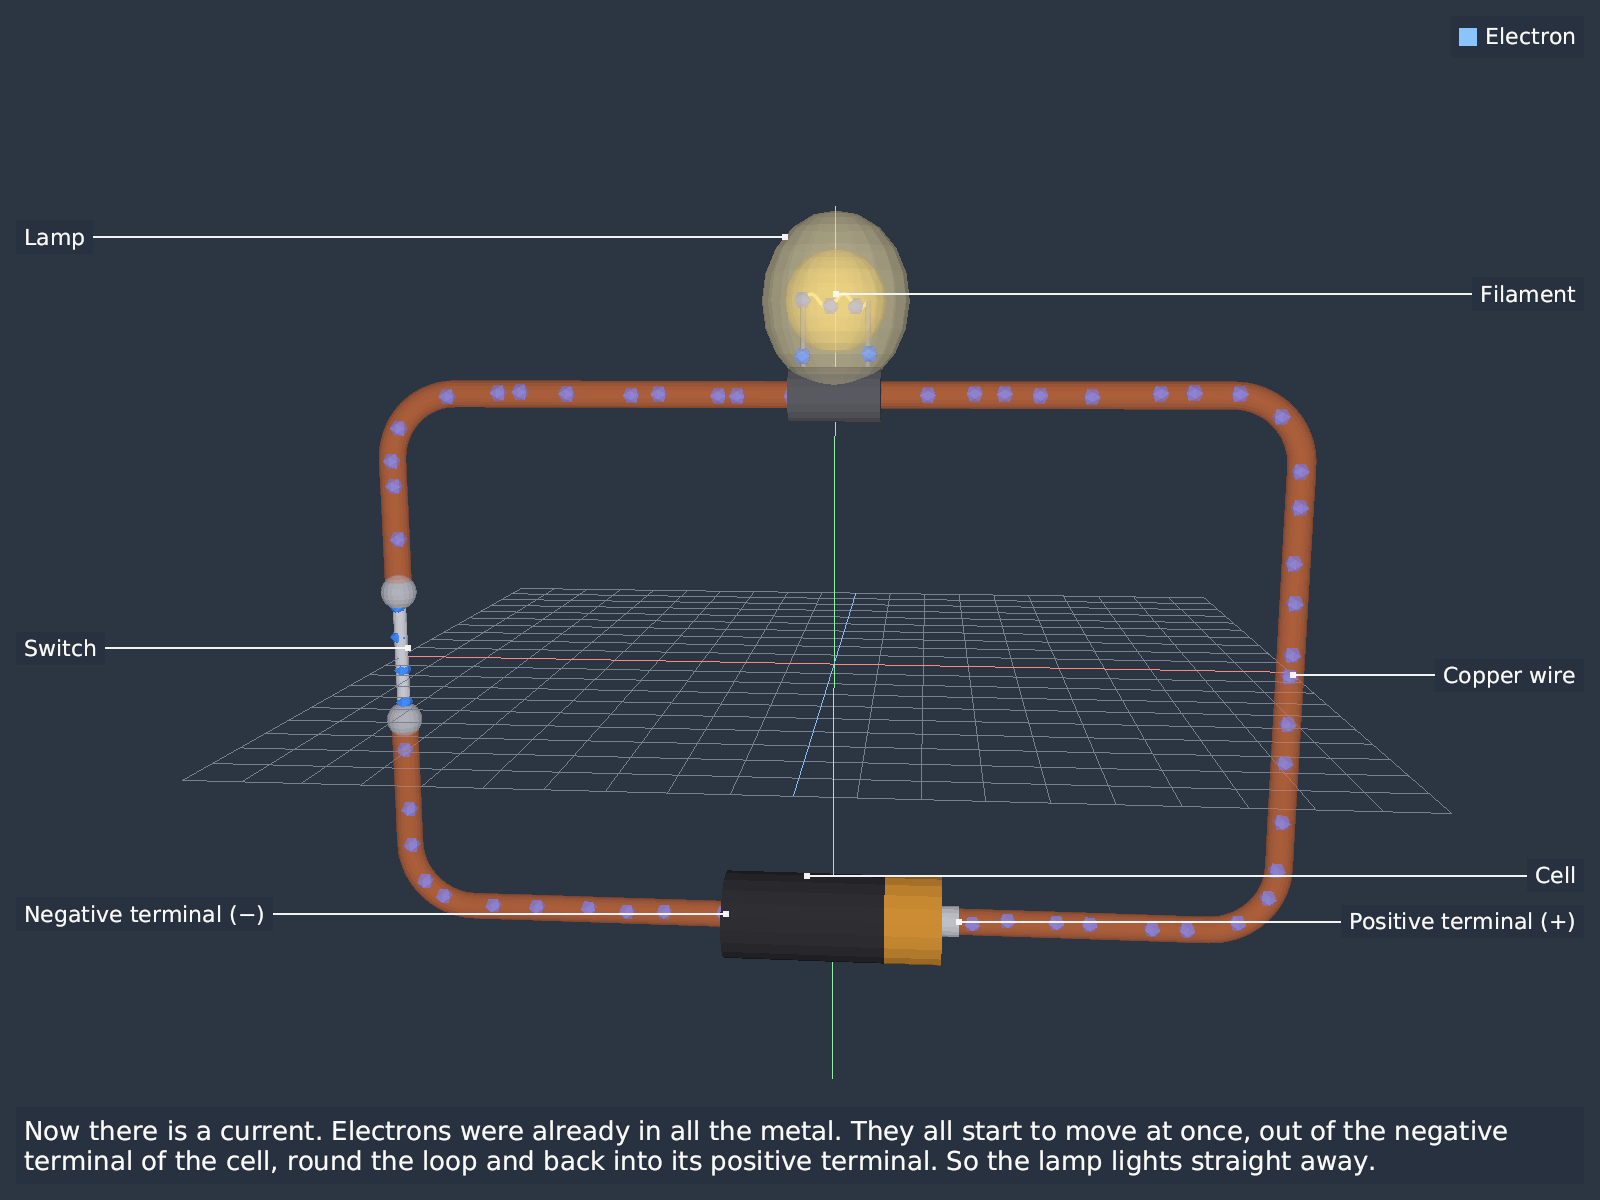 Electron
Lamp
Filament
Switch
Copper wire
Cell
Negative terminal (−)
Positive terminal (+)
Now there is a current. Electrons were already in all the metal. They all start to move at once, out of the negative
terminal of the cell, round the loop and back into its positive terminal. So the lamp lights straight away.